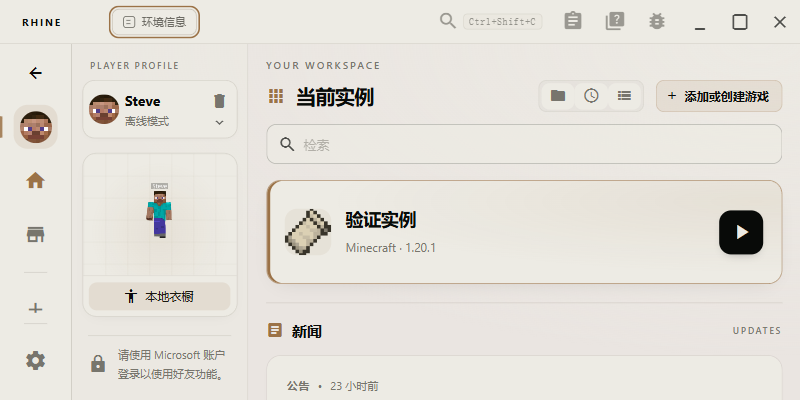 RHINE
环境信息
Ctrl+Shift+C
PLAYER PROFILE
Steve
离线模式
Steve
本地衣橱
请使用 Microsoft 账户
登录以使用好友功能。
YOUR WORKSPACE
当前实例
+ 添加或创建游戏
检索
验证实例
Minecraft · 1.20.1
新闻
UPDATES
公告 • 23 小时前